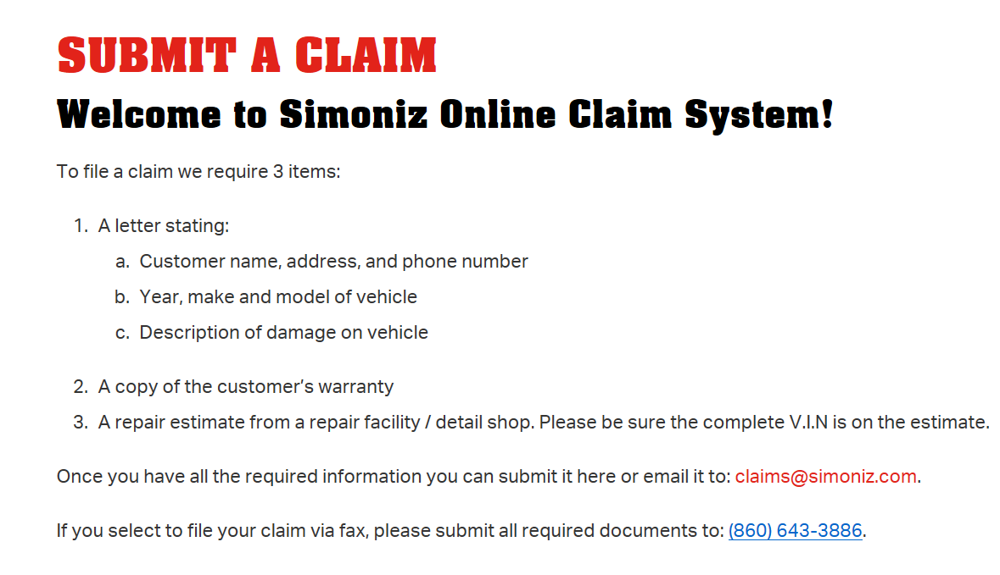 SUBMIT A CLAIM
Welcome to Simoniz Online Claim System!
To file a claim we require 3 items:
1. A letter stating:
a. Customer name, address, and phone number
b. Year, make and model of vehicle
c. Description of damage on vehicle
2. A copy of the customer’s warranty
3. A repair estimate from a repair facility / detail shop. Please be sure the complete V.I.N is on the estimate.
Once you have all the required information you can submit it here or email it to: claims@simoniz.com.
If you select to file your claim via fax, please submit all required documents to: (860) 643-3886.